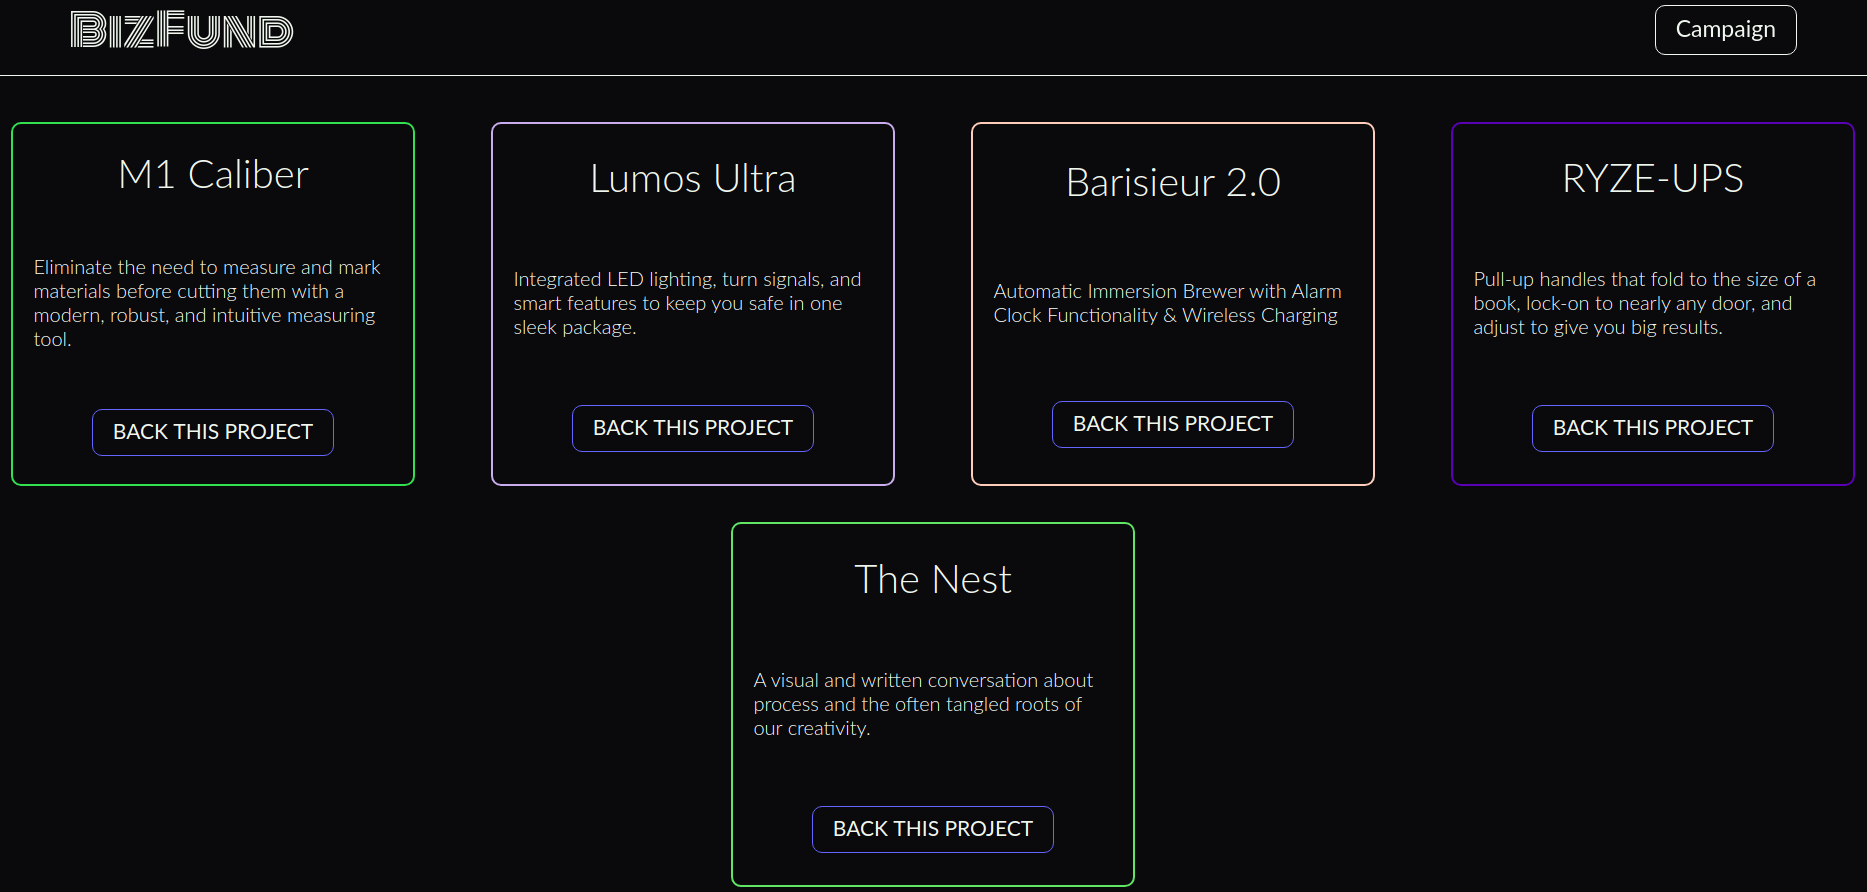 BIZFUND
Campaign
M1 Caliber
Eliminate the need to measure and mark
materials before cutting them with a
modern, robust, and intuitive measuring
tool.
BACK THIS PROJECT
Lumos Ultra
Integrated LED lighting, turn signals, and
smart features to keep you safe in one
sleek package.
BACK THIS PROJECT
Barisieur 2.0
Automatic Immersion Brewer with Alarm
Clock Functionality & Wireless Charging
BACK THIS PROJECT
RYZE-UPS
Pull-up handles that fold to the size of a
book, lock-on to nearly any door, and
adjust to give you big results.
BACK THIS PROJECT
The Nest
A visual and written conversation about
process and the often tangled roots of
our creativity.
BACK THIS PROJECT